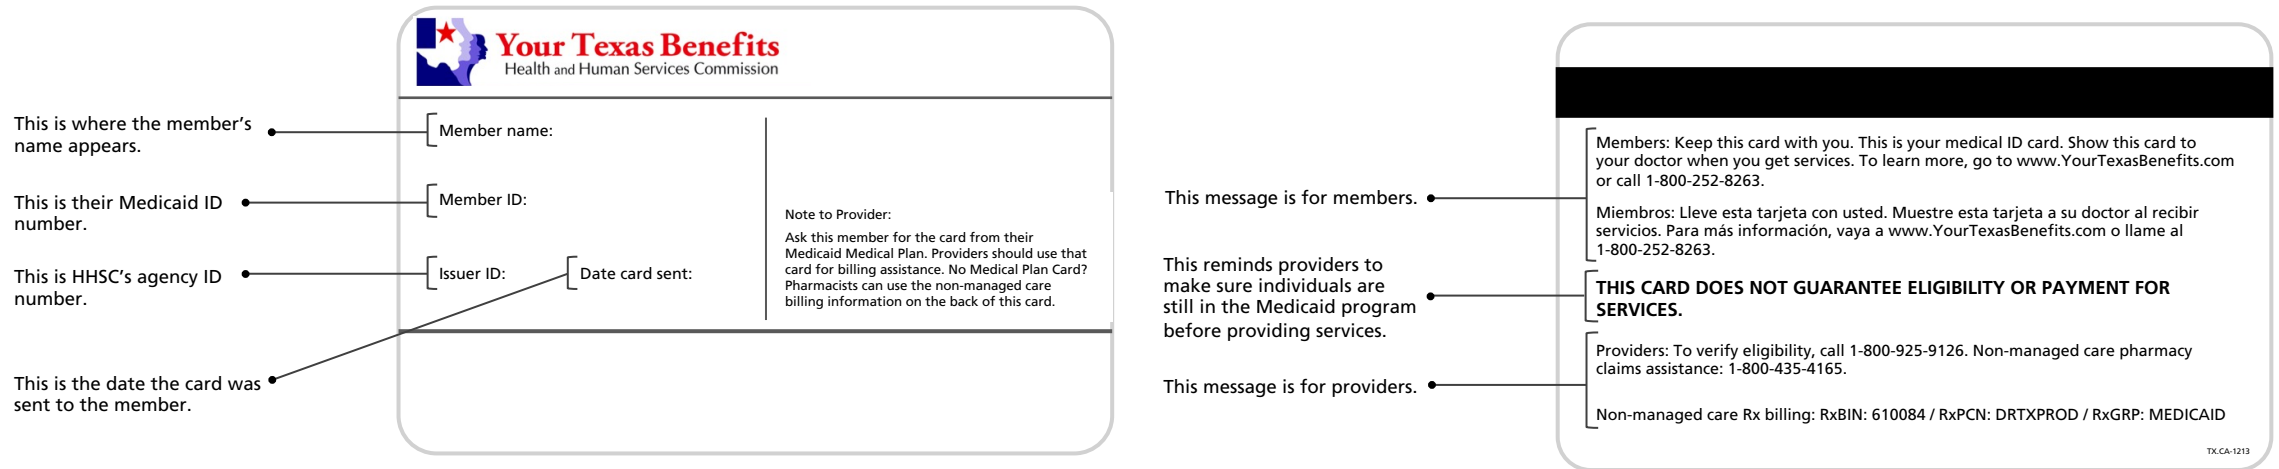 Your Texas Benefits
Health and Human Services Commission
This is where the member's
name appears.
Member name:
This is their Medicaid ID
number.
Member ID:
This is HHSC's agency ID
number.
Issuer ID:
Date card sent:
This is the date the card was
sent to the member.
Note to Provider:
Ask this member for the card from their
Medicaid Medical Plan. Providers should use that
card for billing assistance. No Medical Plan Card?
Pharmacists can use the non-managed care
billing information on the back of this card.
This message is for members.
Members: Keep this card with you. This is your medical ID card. Show this card to
your doctor when you get services. To learn more, go to www.YourTexasBenefits.com
or call 1-800-252-8263.
Miembros: Lleve esta tarjeta con usted. Muestre esta tarjeta a su doctor al recibir
servicios. Para más información, vaya a www.YourTexasBenefits.com o llame al
1-800-252-8263.
This reminds providers to
make sure individuals are
still in the Medicaid program
before providing services.
THIS CARD DOES NOT GUARANTEE ELIGIBILITY OR PAYMENT FOR
SERVICES.
This message is for providers.
Providers: To verify eligibility, call 1-800-925-9126. Non-managed care pharmacy
claims assistance: 1-800-435-4165.
Non-managed care Rx billing: RxBIN: 610084 / RxPCN: DRTXPROD / RxGRP: MEDICAID
TX.CA-1213